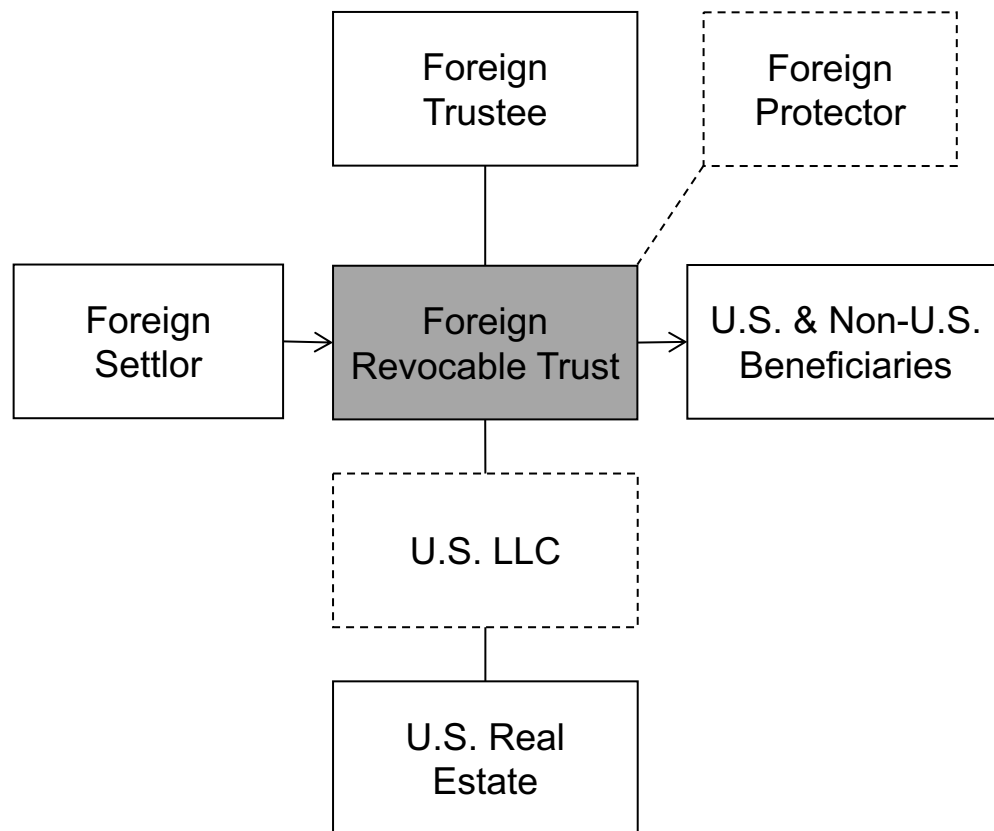 Foreign
Trustee
Foreign
Protector
Foreign
Settlor
Foreign
Revocable Trust
U.S. & Non-U.S.
Beneficiaries
U.S. LLC
U.S. Real
Estate